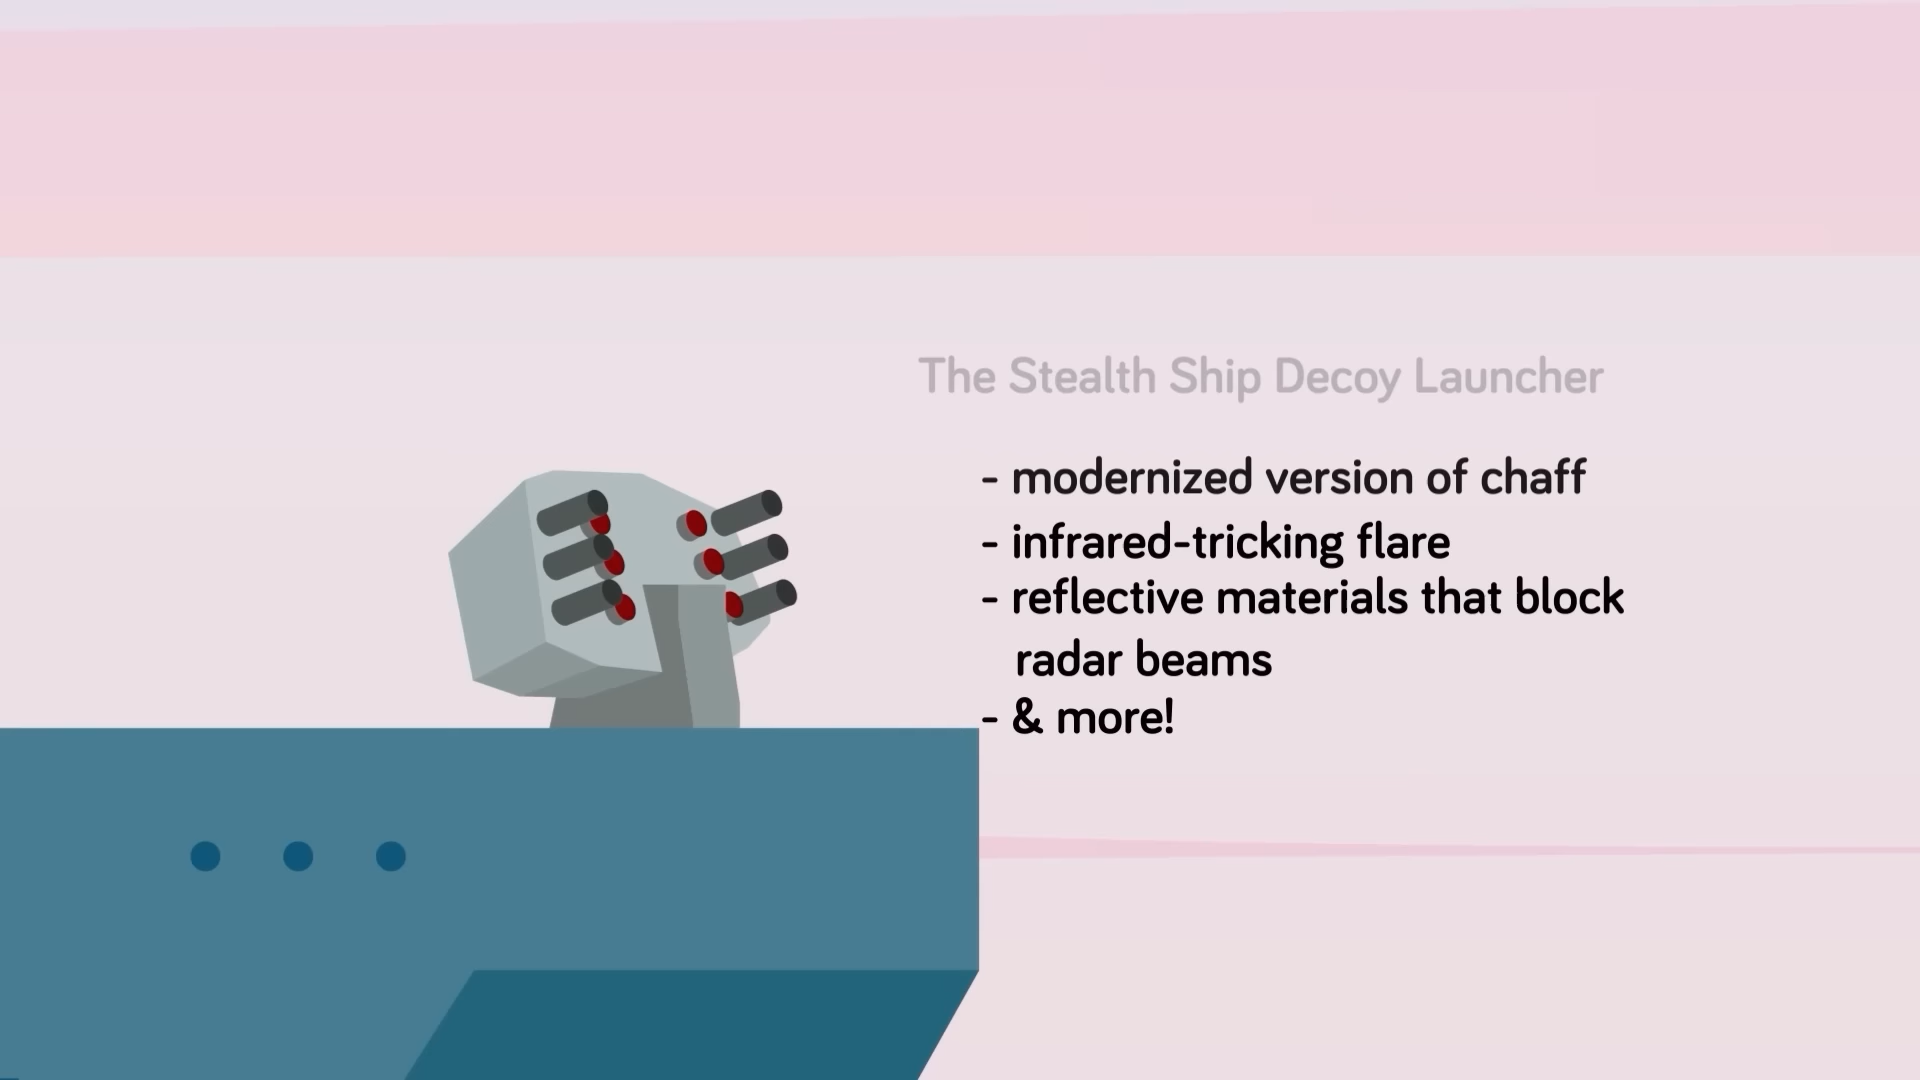 The Stealth Ship Decoy Launcher
- modernized version of chaff
- infrared-tricking flare
- reflective materials that block
radar beams
- & more!